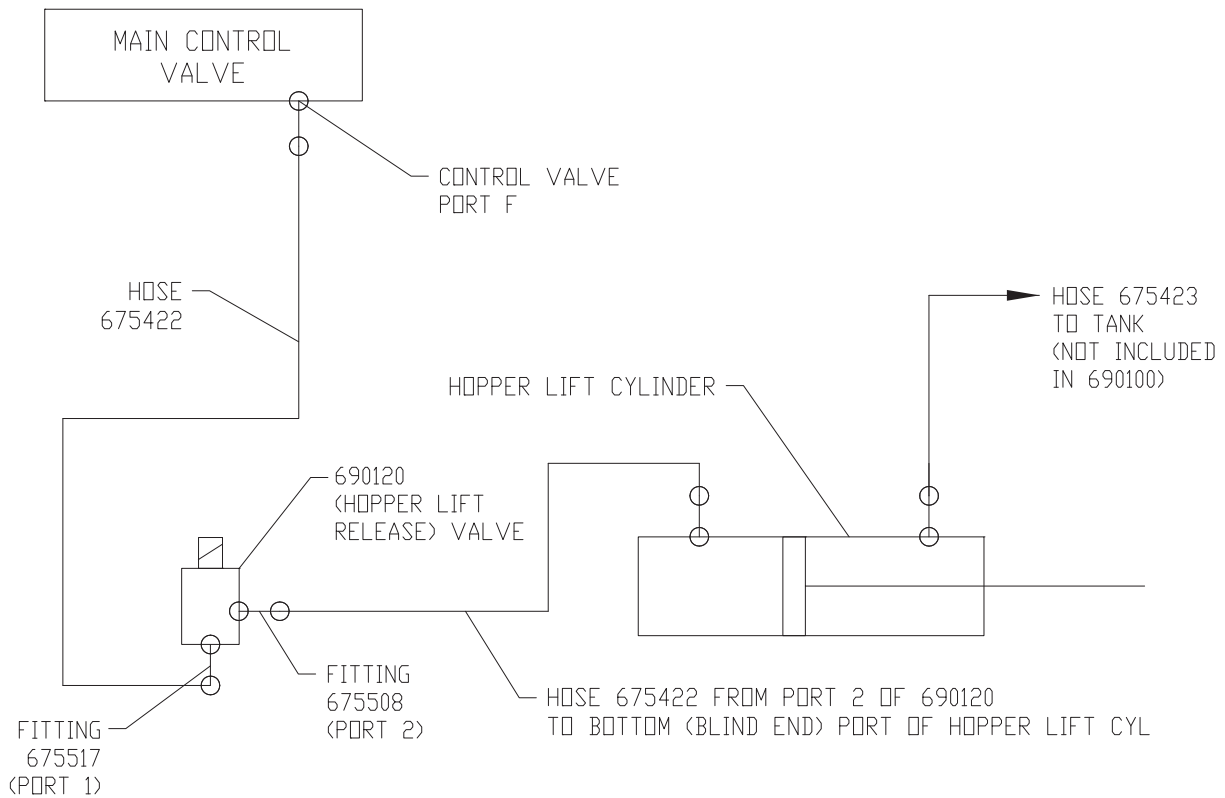 MAIN CONTROL
VALVE
CONTROL VALVE
PORT F
HOSE
675422
HOSE 675423
TO TANK
(NOT INCLUDED
IN 690100)
HOPPER LIFT CYLINDER
690120
(HOPPER LIFT
RELEASE) VALVE
FITTING
675508
(PORT 2)
HOSE 675422 FROM PORT 2 OF 690120
TO BOTTOM (BLIND END) PORT OF HOPPER LIFT CYL
FITTING
675517
(PORT 1)